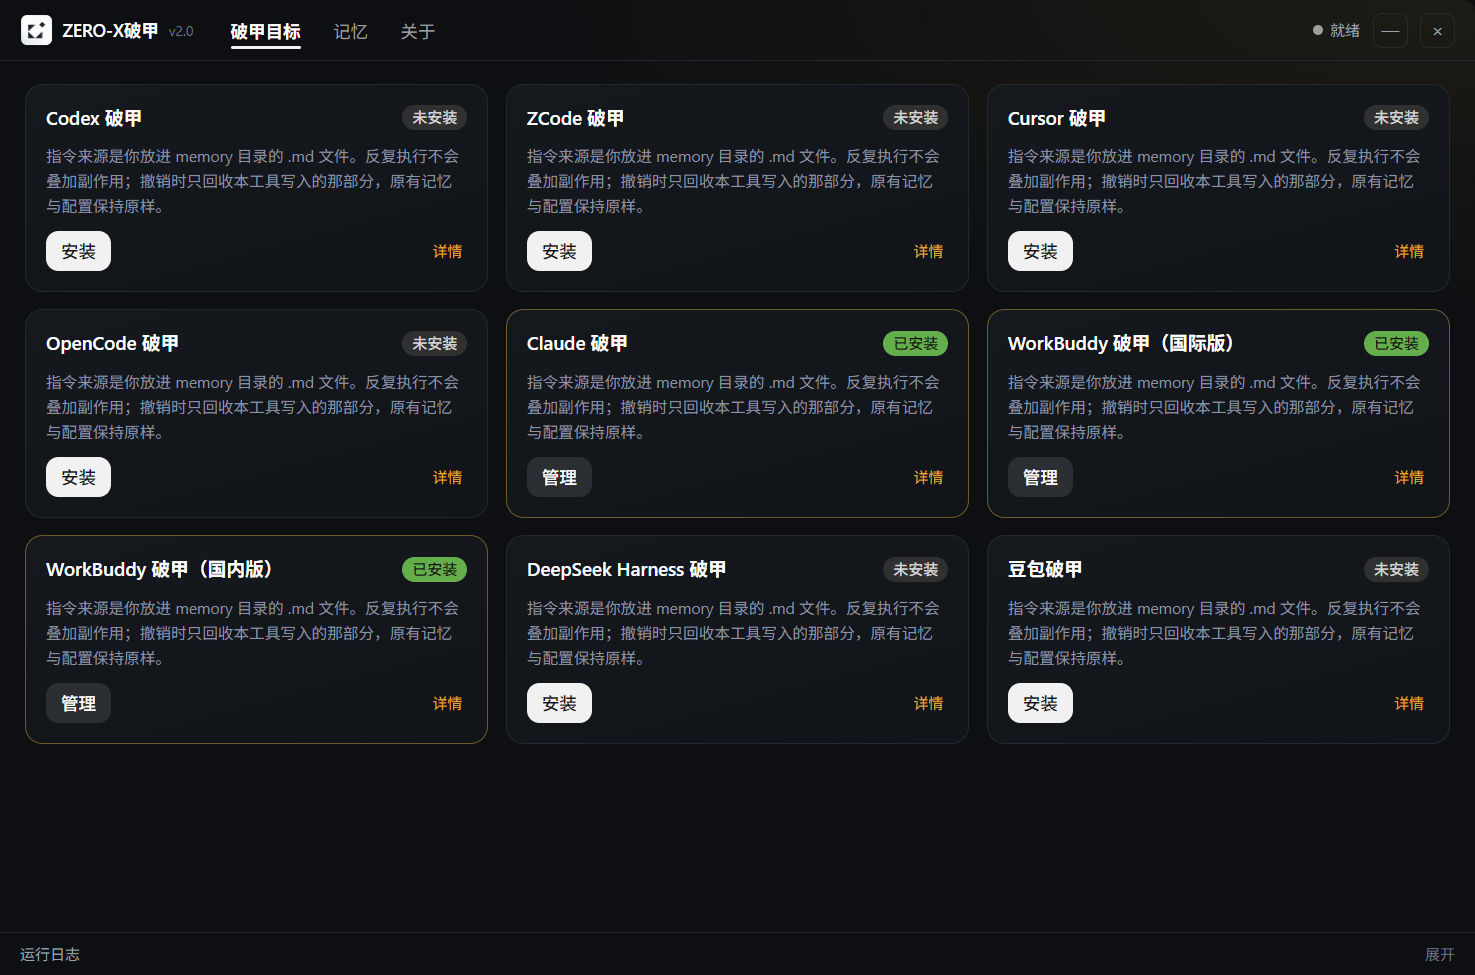 ZERO-X破甲 v2.0 破甲目标 记忆 关于 就绪
Codex 破甲 未安装
指令来源是你放进 memory 目录的 .md 文件。反复执行不会
叠加副作用；撤销时只回收本工具写入的那部分，原有记忆
与配置保持原样。
安装 详情
ZCode 破甲 未安装
指令来源是你放进 memory 目录的 .md 文件。反复执行不会
叠加副作用；撤销时只回收本工具写入的那部分，原有记忆
与配置保持原样。
安装 详情
Cursor 破甲 未安装
指令来源是你放进 memory 目录的 .md 文件。反复执行不会
叠加副作用；撤销时只回收本工具写入的那部分，原有记忆
与配置保持原样。
安装 详情
OpenCode 破甲 未安装
指令来源是你放进 memory 目录的 .md 文件。反复执行不会
叠加副作用；撤销时只回收本工具写入的那部分，原有记忆
与配置保持原样。
安装 详情
Claude 破甲 已安装
指令来源是你放进 memory 目录的 .md 文件。反复执行不会
叠加副作用；撤销时只回收本工具写入的那部分，原有记忆
与配置保持原样。
管理 详情
WorkBuddy 破甲（国际版） 已安装
指令来源是你放进 memory 目录的 .md 文件。反复执行不会
叠加副作用；撤销时只回收本工具写入的那部分，原有记忆
与配置保持原样。
管理 详情
WorkBuddy 破甲（国内版） 已安装
指令来源是你放进 memory 目录的 .md 文件。反复执行不会
叠加副作用；撤销时只回收本工具写入的那部分，原有记忆
与配置保持原样。
管理 详情
DeepSeek Harness 破甲 未安装
指令来源是你放进 memory 目录的 .md 文件。反复执行不会
叠加副作用；撤销时只回收本工具写入的那部分，原有记忆
与配置保持原样。
安装 详情
豆包破甲 未安装
指令来源是你放进 memory 目录的 .md 文件。反复执行不会
叠加副作用；撤销时只回收本工具写入的那部分，原有记忆
与配置保持原样。
安装 详情
运行日志 展开